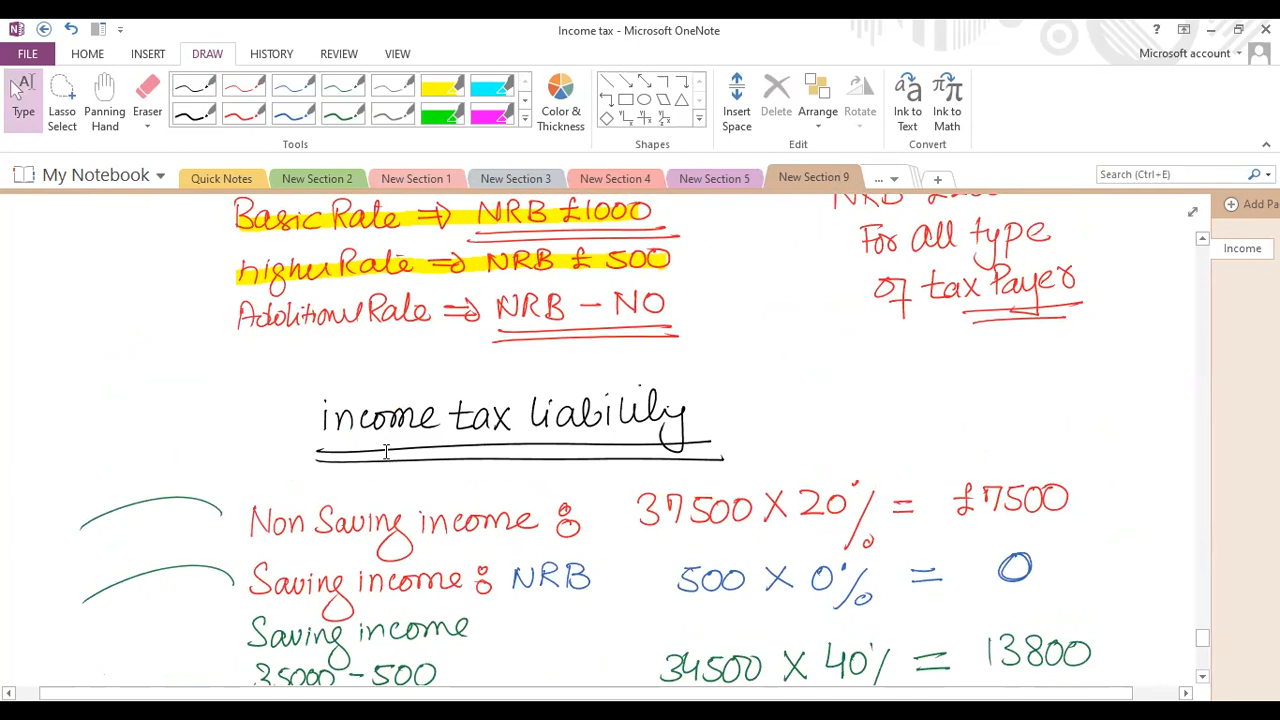 Income tax - Microsoft OneNote
FILE HOME INSERT DRAW HISTORY REVIEW VIEW
Microsoft account
Type
Lasso Select
Panning Hand
Eraser
Color & Thickness
Insert Space
Delete
Arrange
Rotate
Ink to Text
Ink to Math
Tools Shapes Edit Convert
My Notebook
Quick Notes New Section 2 New Section 1 New Section 3 New Section 4 New Section 5 New Section 9 ...
Search (Ctrl+E)
Add Pa
Income
Basic Rate ⇒ NRB £1000
higher Rate ⇒ NRB £ 500
Additional Rate ⇒ NRB - NO
For all type
of tax Payer
income tax liability
Non Saving income : 37500 X 20% = £7500
Saving income : NRB 500 X 0% = 0
Saving income
35000 - 500 34500 X 40% = 13800